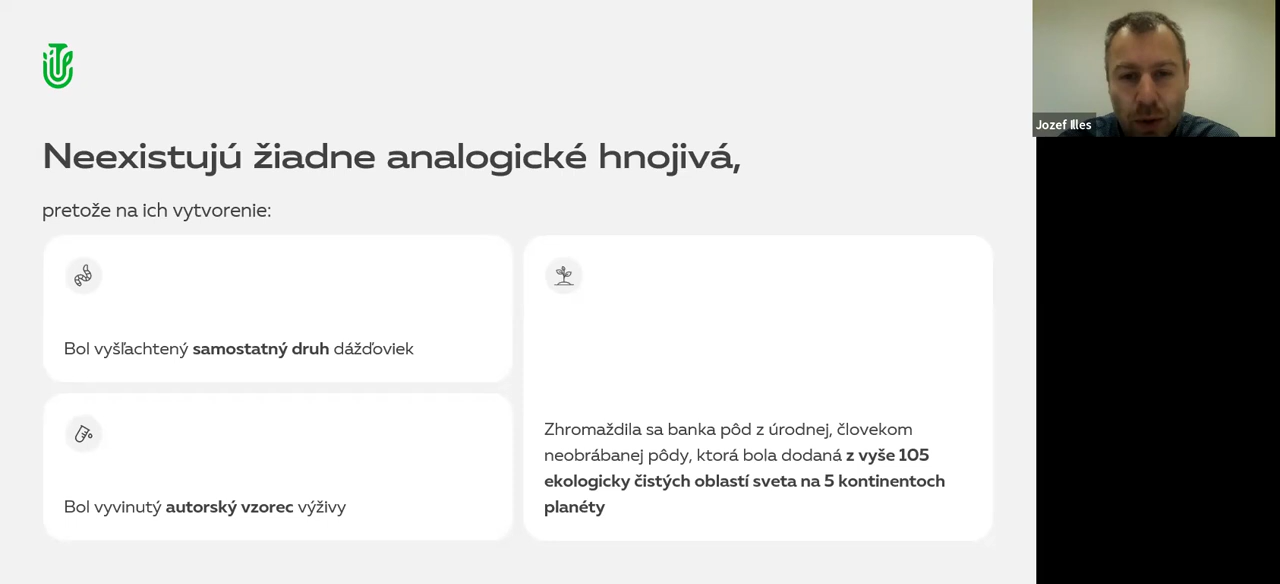 Neexistujú žiadne analogické hnojivá,
pretože na ich vytvorenie:
Bol vyšľachtený samostatný druh dážďoviek
Bol vyvinutý autorský vzorec výživy
Zhromaždila sa banka pôd z úrodnej, človekom
neobrábanej pôdy, ktorá bola dodaná z vyše 105
ekologicky čistých oblastí sveta na 5 kontinentoch
planéty
Jozef Illes